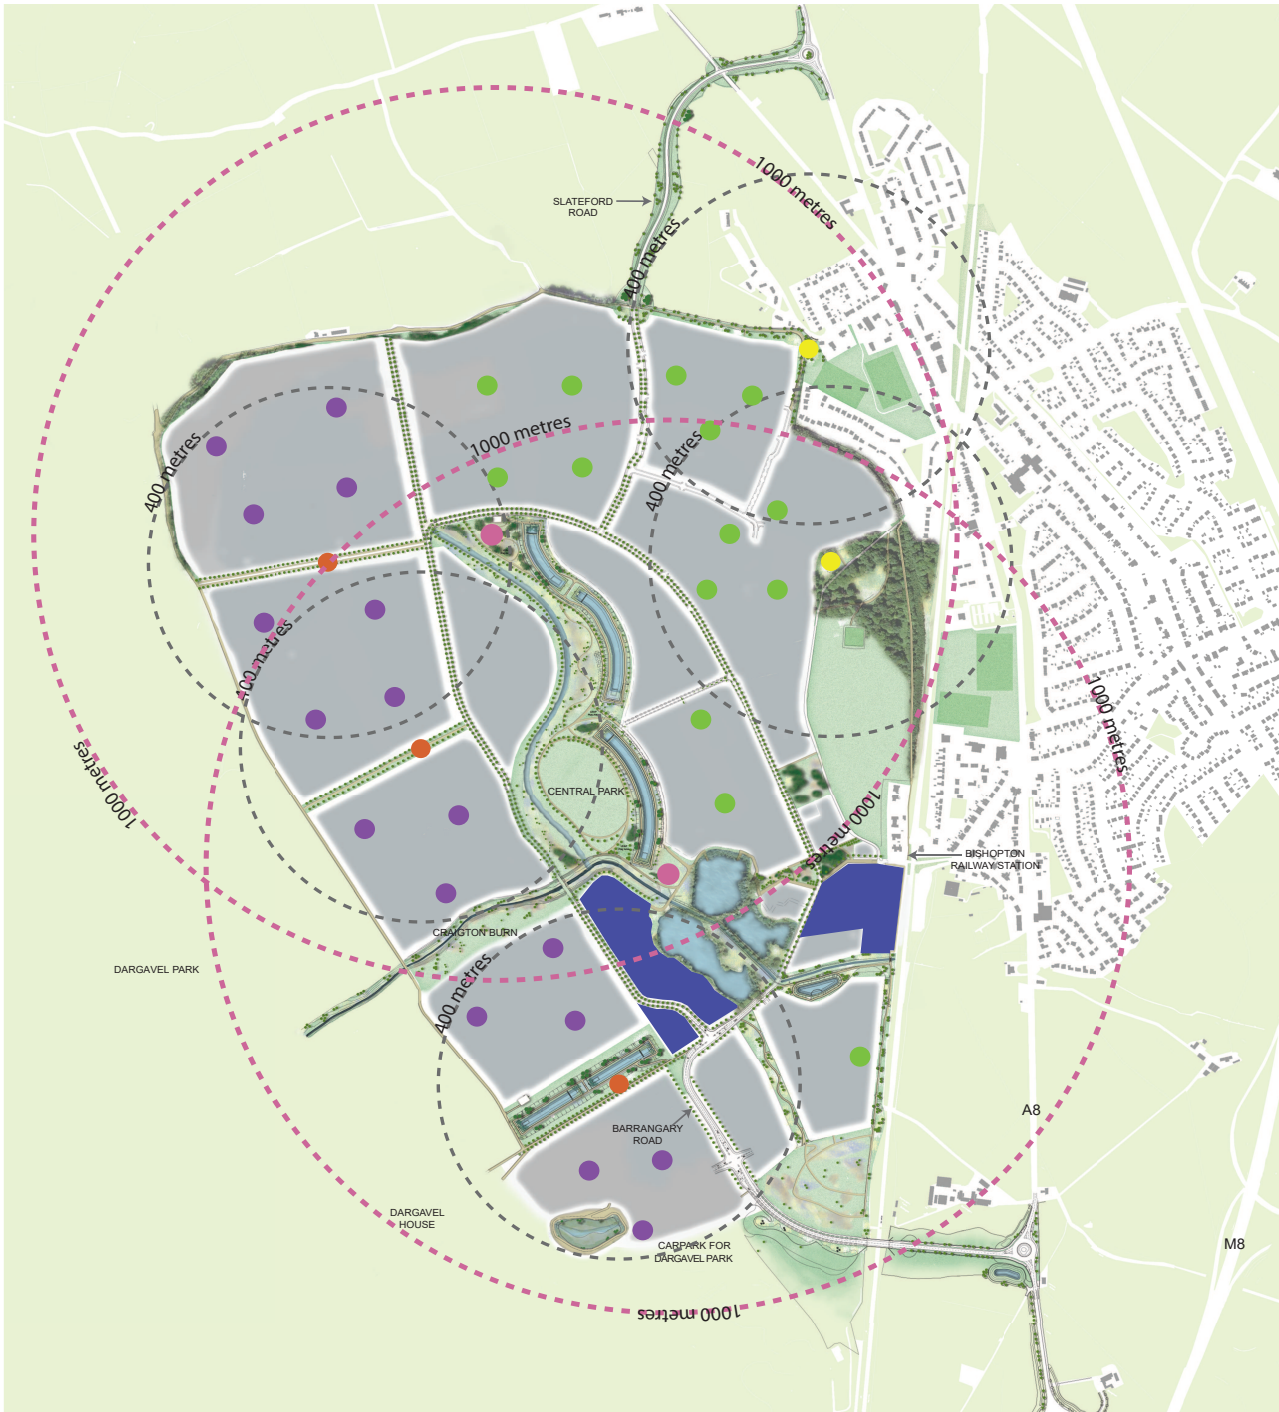 1000 metres
SLATEFORD
ROAD
400 metres
1000 metres
400 metres
400 metres
400 metres
1000 metres
1000 metres
CENTRAL PARK
1000 metres
BISHOPTON
RAILWAY STATION
CRAIGTON BURN
DARGAVEL PARK
400 metres
A8
BARRANGARY
ROAD
DARGAVEL
HOUSE
CARPARK FOR
DARGAVEL PARK
M8
1000 metres